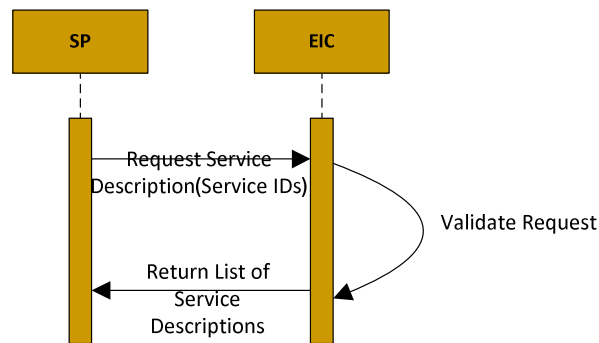 SP
EIC
Request Service
Description(Service IDs)
Validate Request
Return List of
Service
Descriptions